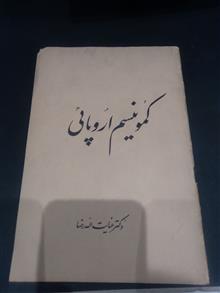 کمونیسم اروپائی
دکتر عنایت الله رضا